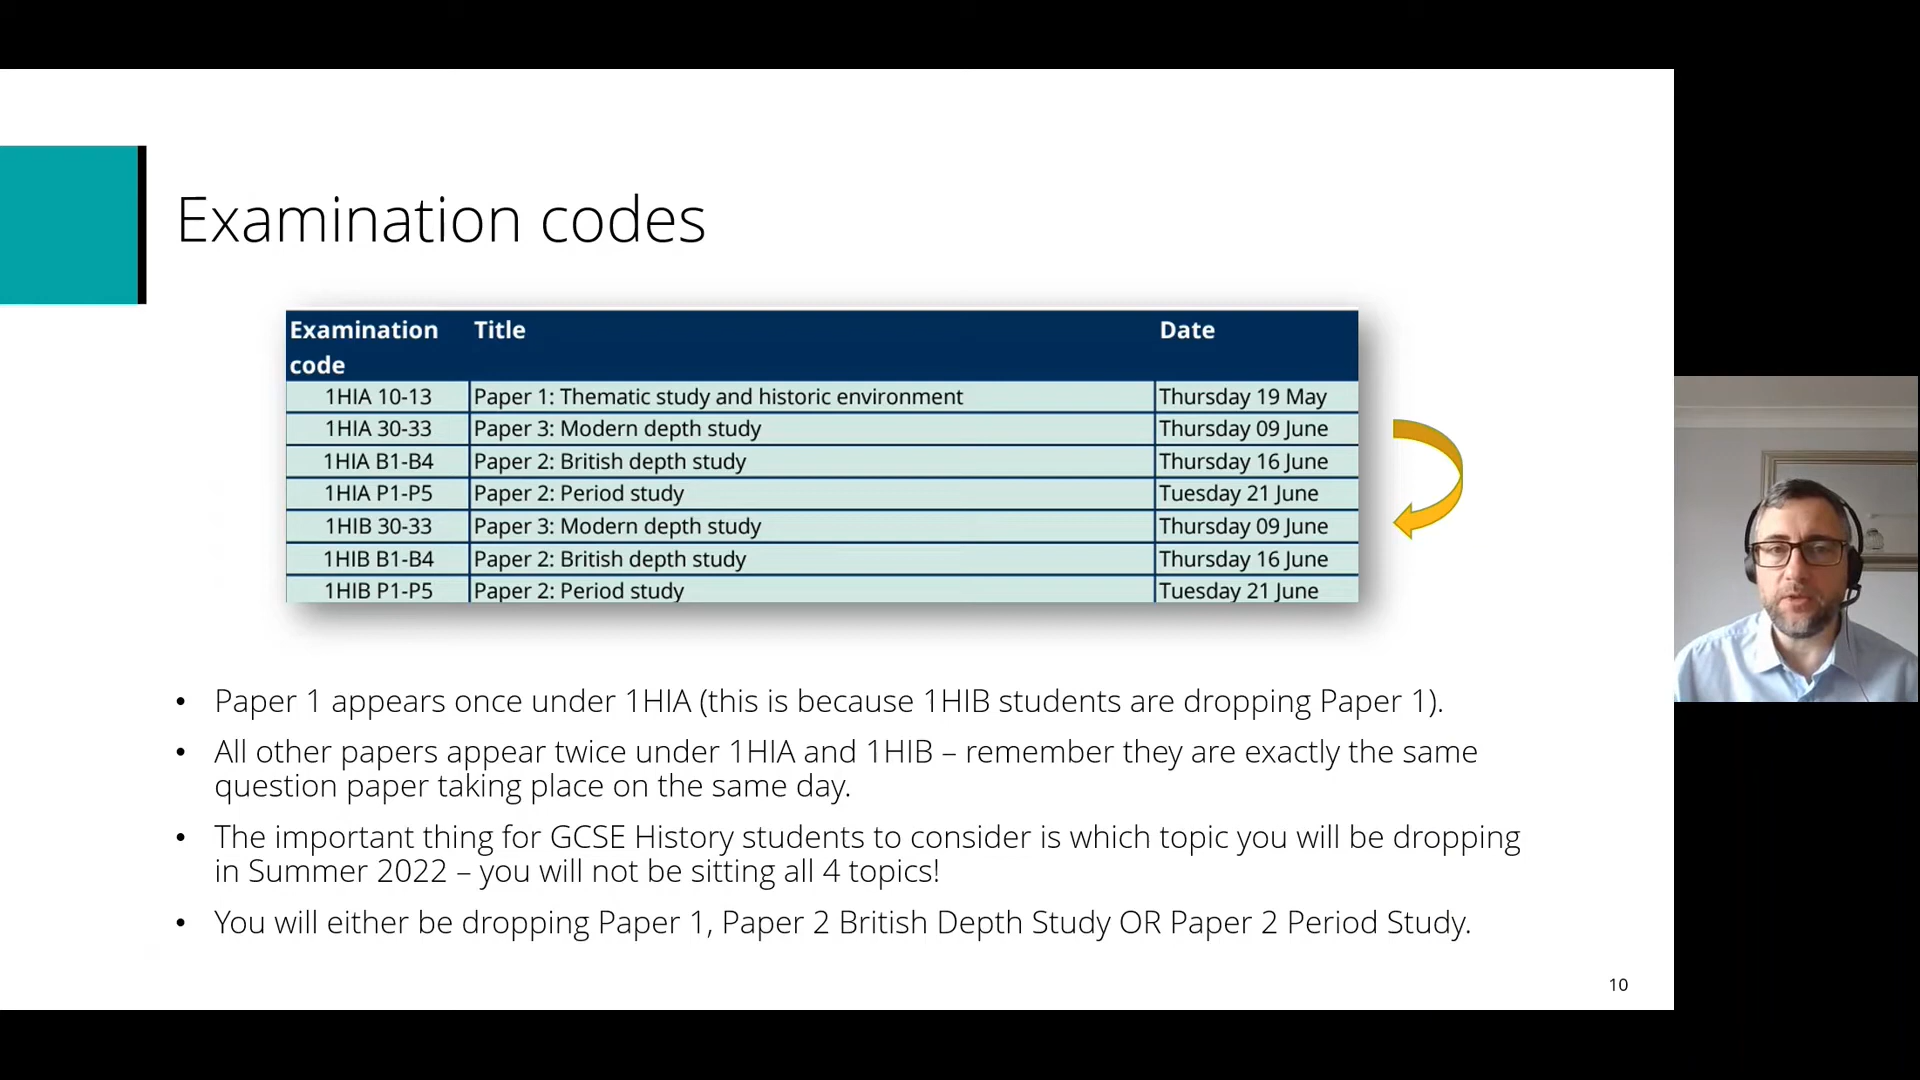 Examination codes
Examination code Title Date
1HIA 10-13 Paper 1: Thematic study and historic environment Thursday 19 May
1HIA 30-33 Paper 3: Modern depth study Thursday 09 June
1HIA B1-B4 Paper 2: British depth study Thursday 16 June
1HIA P1-P5 Paper 2: Period study Tuesday 21 June
1HIB 30-33 Paper 3: Modern depth study Thursday 09 June
1HIB B1-B4 Paper 2: British depth study Thursday 16 June
1HIB P1-P5 Paper 2: Period study Tuesday 21 June
• Paper 1 appears once under 1HIA (this is because 1HIB students are dropping Paper 1).
• All other papers appear twice under 1HIA and 1HIB – remember they are exactly the same
question paper taking place on the same day.
• The important thing for GCSE History students to consider is which topic you will be dropping
in Summer 2022 – you will not be sitting all 4 topics!
• You will either be dropping Paper 1, Paper 2 British Depth Study OR Paper 2 Period Study.
10